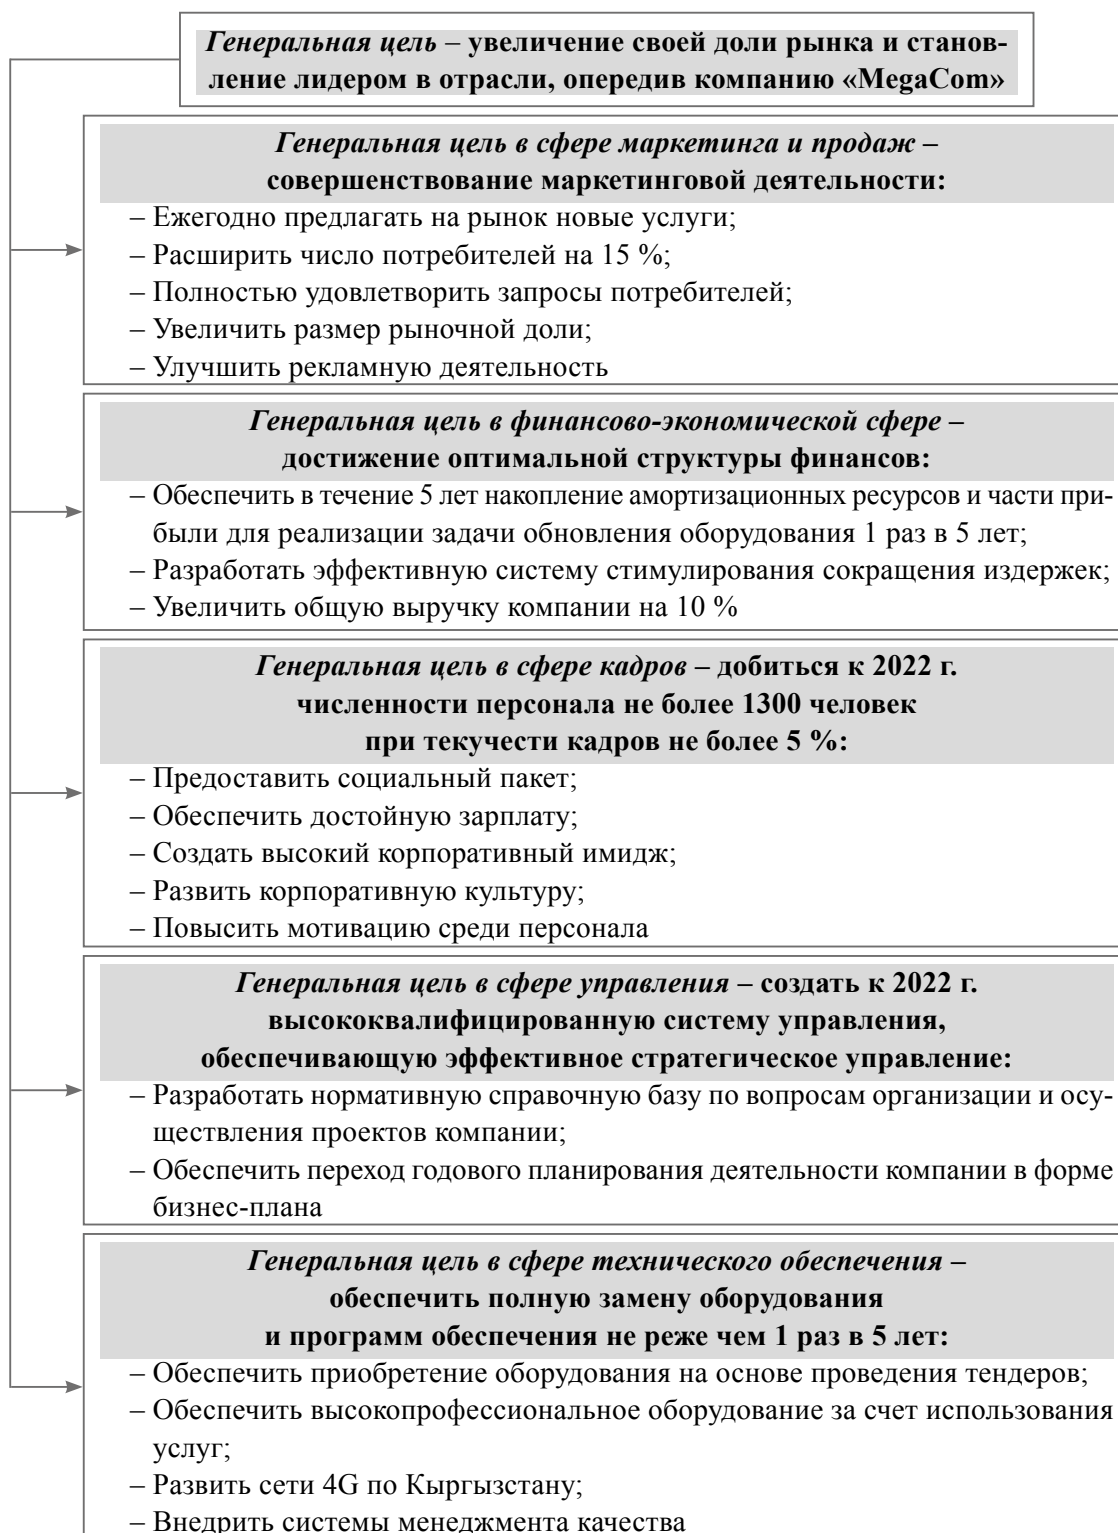 Генеральная цель – увеличение своей доли рынка и станов-
ление лидером в отрасли, опередив компанию «MegaCom»
Генеральная цель в сфере маркетинга и продаж –
совершенствование маркетинговой деятельности:
– Ежегодно предлагать на рынок новые услуги;
– Расширить число потребителей на 15 %;
– Полностью удовлетворить запросы потребителей;
– Увеличить размер рыночной доли;
– Улучшить рекламную деятельность
Генеральная цель в финансово-экономической сфере –
достижение оптимальной структуры финансов:
– Обеспечить в течение 5 лет накопление амортизационных ресурсов и части при-
были для реализации задачи обновления оборудования 1 раз в 5 лет;
– Разработать эффективную систему стимулирования сокращения издержек;
– Увеличить общую выручку компании на 10 %
Генеральная цель в сфере кадров – добиться к 2022 г.
численности персонала не более 1300 человек
при текучести кадров не более 5 %:
– Предоставить социальный пакет;
– Обеспечить достойную зарплату;
– Создать высокий корпоративный имидж;
– Развить корпоративную культуру;
– Повысить мотивацию среди персонала
Генеральная цель в сфере управления – создать к 2022 г.
высококвалифицированную систему управления,
обеспечивающую эффективное стратегическое управление:
– Разработать нормативную справочную базу по вопросам организации и осу-
ществления проектов компании;
– Обеспечить переход годового планирования деятельности компании в форме
бизнес-плана
Генеральная цель в сфере технического обеспечения –
обеспечить полную замену оборудования
и программ обеспечения не реже чем 1 раз в 5 лет:
– Обеспечить приобретение оборудования на основе проведения тендеров;
– Обеспечить высокопрофессиональное оборудование за счет использования
услуг;
– Развить сети 4G по Кыргызстану;
– Внедрить системы менеджмента качества